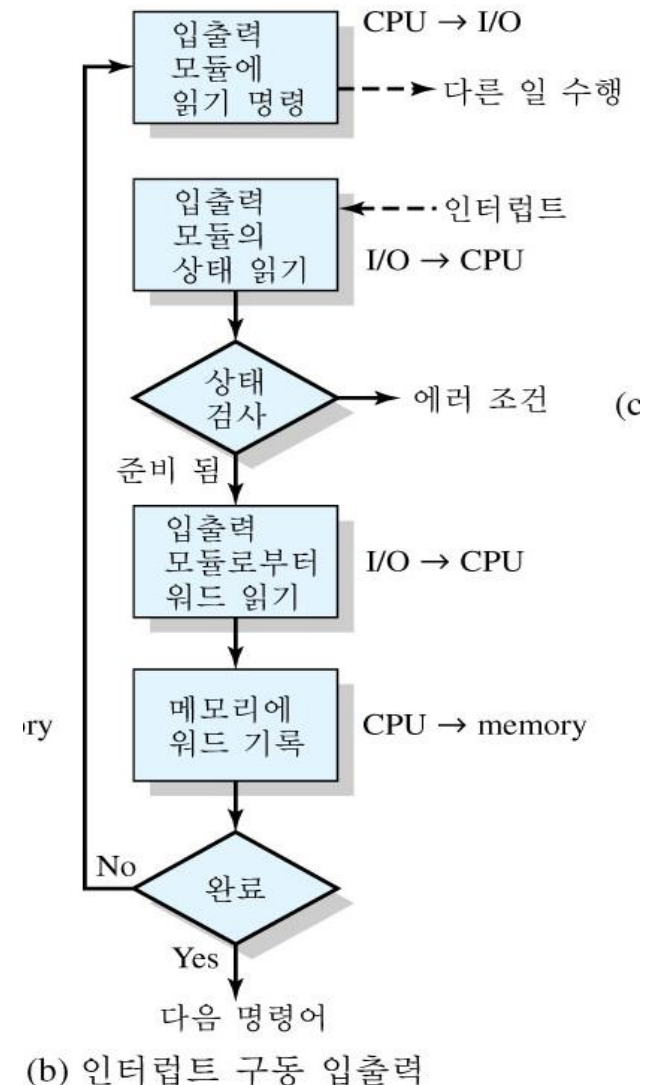 입출력
모듈에
읽기 명령
CPU → I/O
다른 일 수행
입출력
모듈의
상태 읽기
인터럽트
I/O → CPU
상태
검사
에러 조건
(c
준비 됨
입출력
모듈로부터
워드 읽기
I/O → CPU
메모리에
워드 기록
ory
CPU → memory
No
완료
Yes
다음 명령어
(b) 인터럽트 구동 입출력